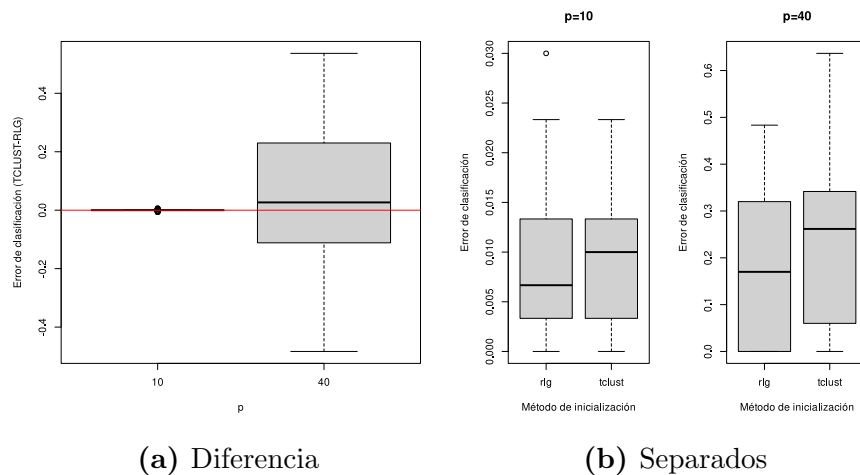 Error de clasificación (TCLUST-RLG)
0.4
0.2
0.0
-0.2
-0.4
10
40
p
(a) Diferencia
p=10
Error de clasificación
0.030
0.025
0.020
0.015
0.010
0.005
0.000
rlg
tclust
Método de inicialización
p=40
Error de clasificación
0.6
0.5
0.4
0.3
0.2
0.1
0.0
rlg
tclust
Método de inicialización
(b) Separados